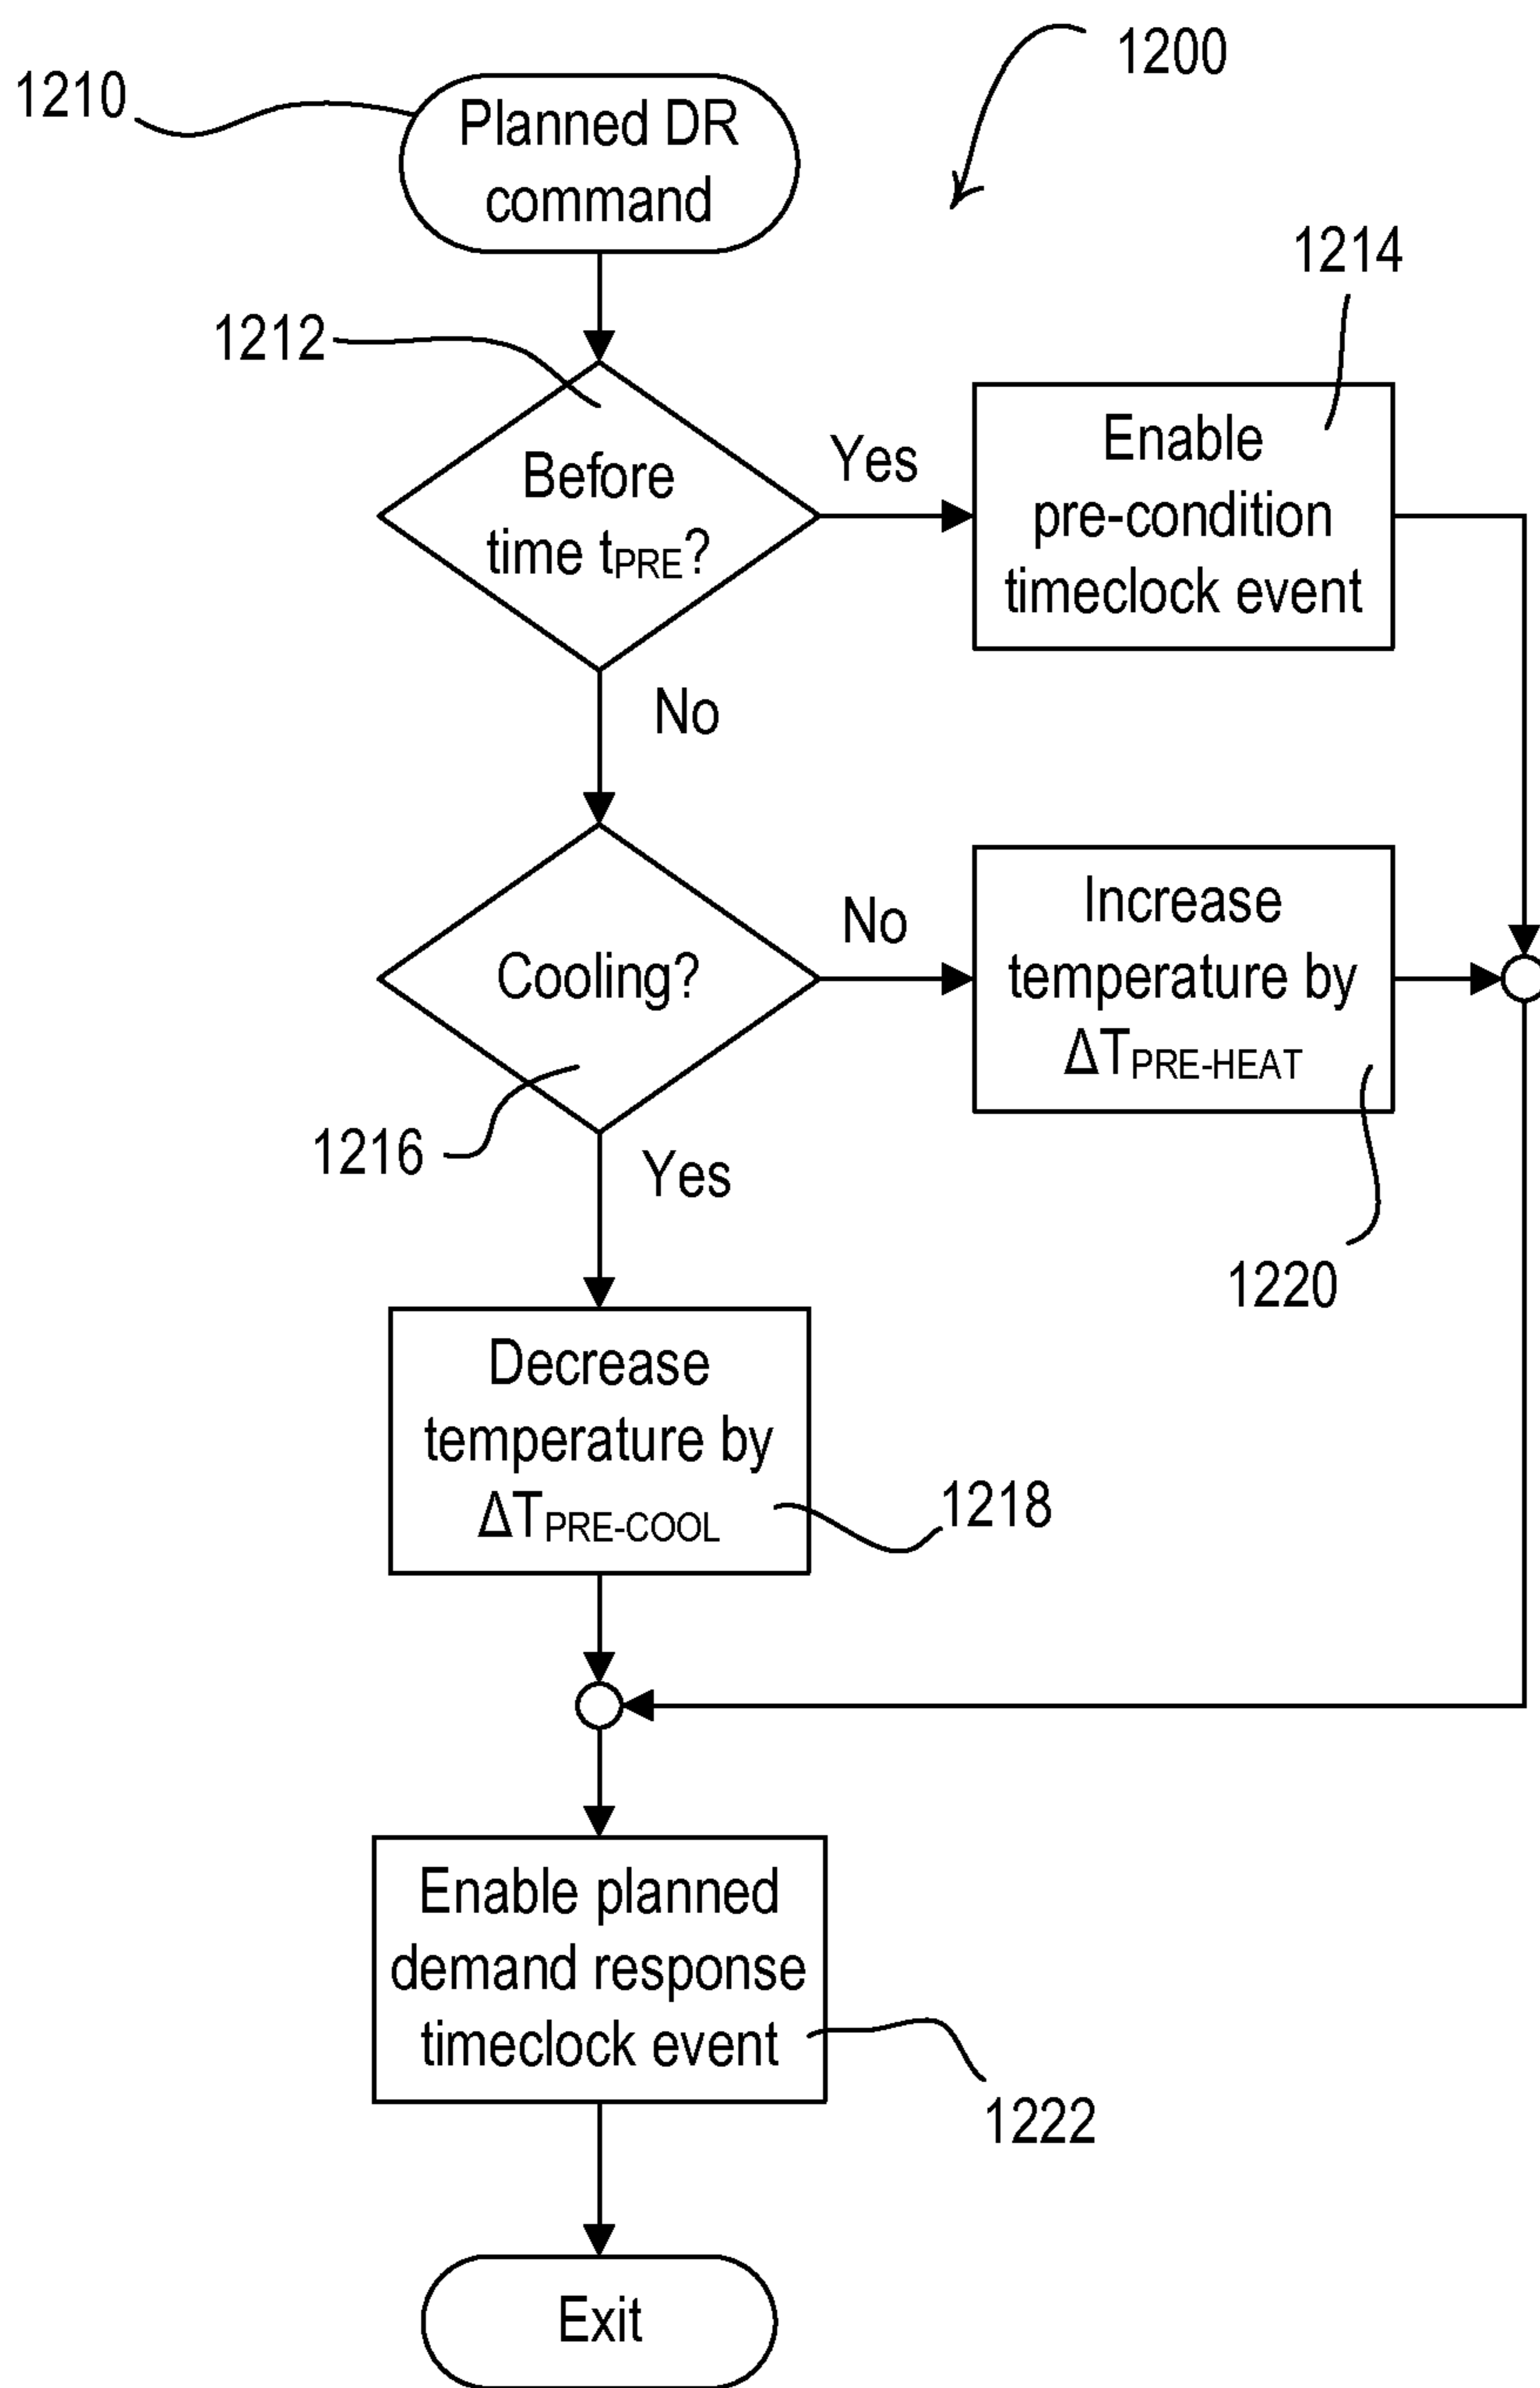 1200
1210
Planned DR
command
1212
Before
time tPRE?
Yes
1214
Enable
pre-condition
timeclock event
No
Cooling?
No
1216
Increase
temperature by
ΔTPRE-HEAT
1220
Yes
Decrease
temperature by
ΔTPRE-COOL
1218
Enable planned
demand response
timeclock event
1222
Exit